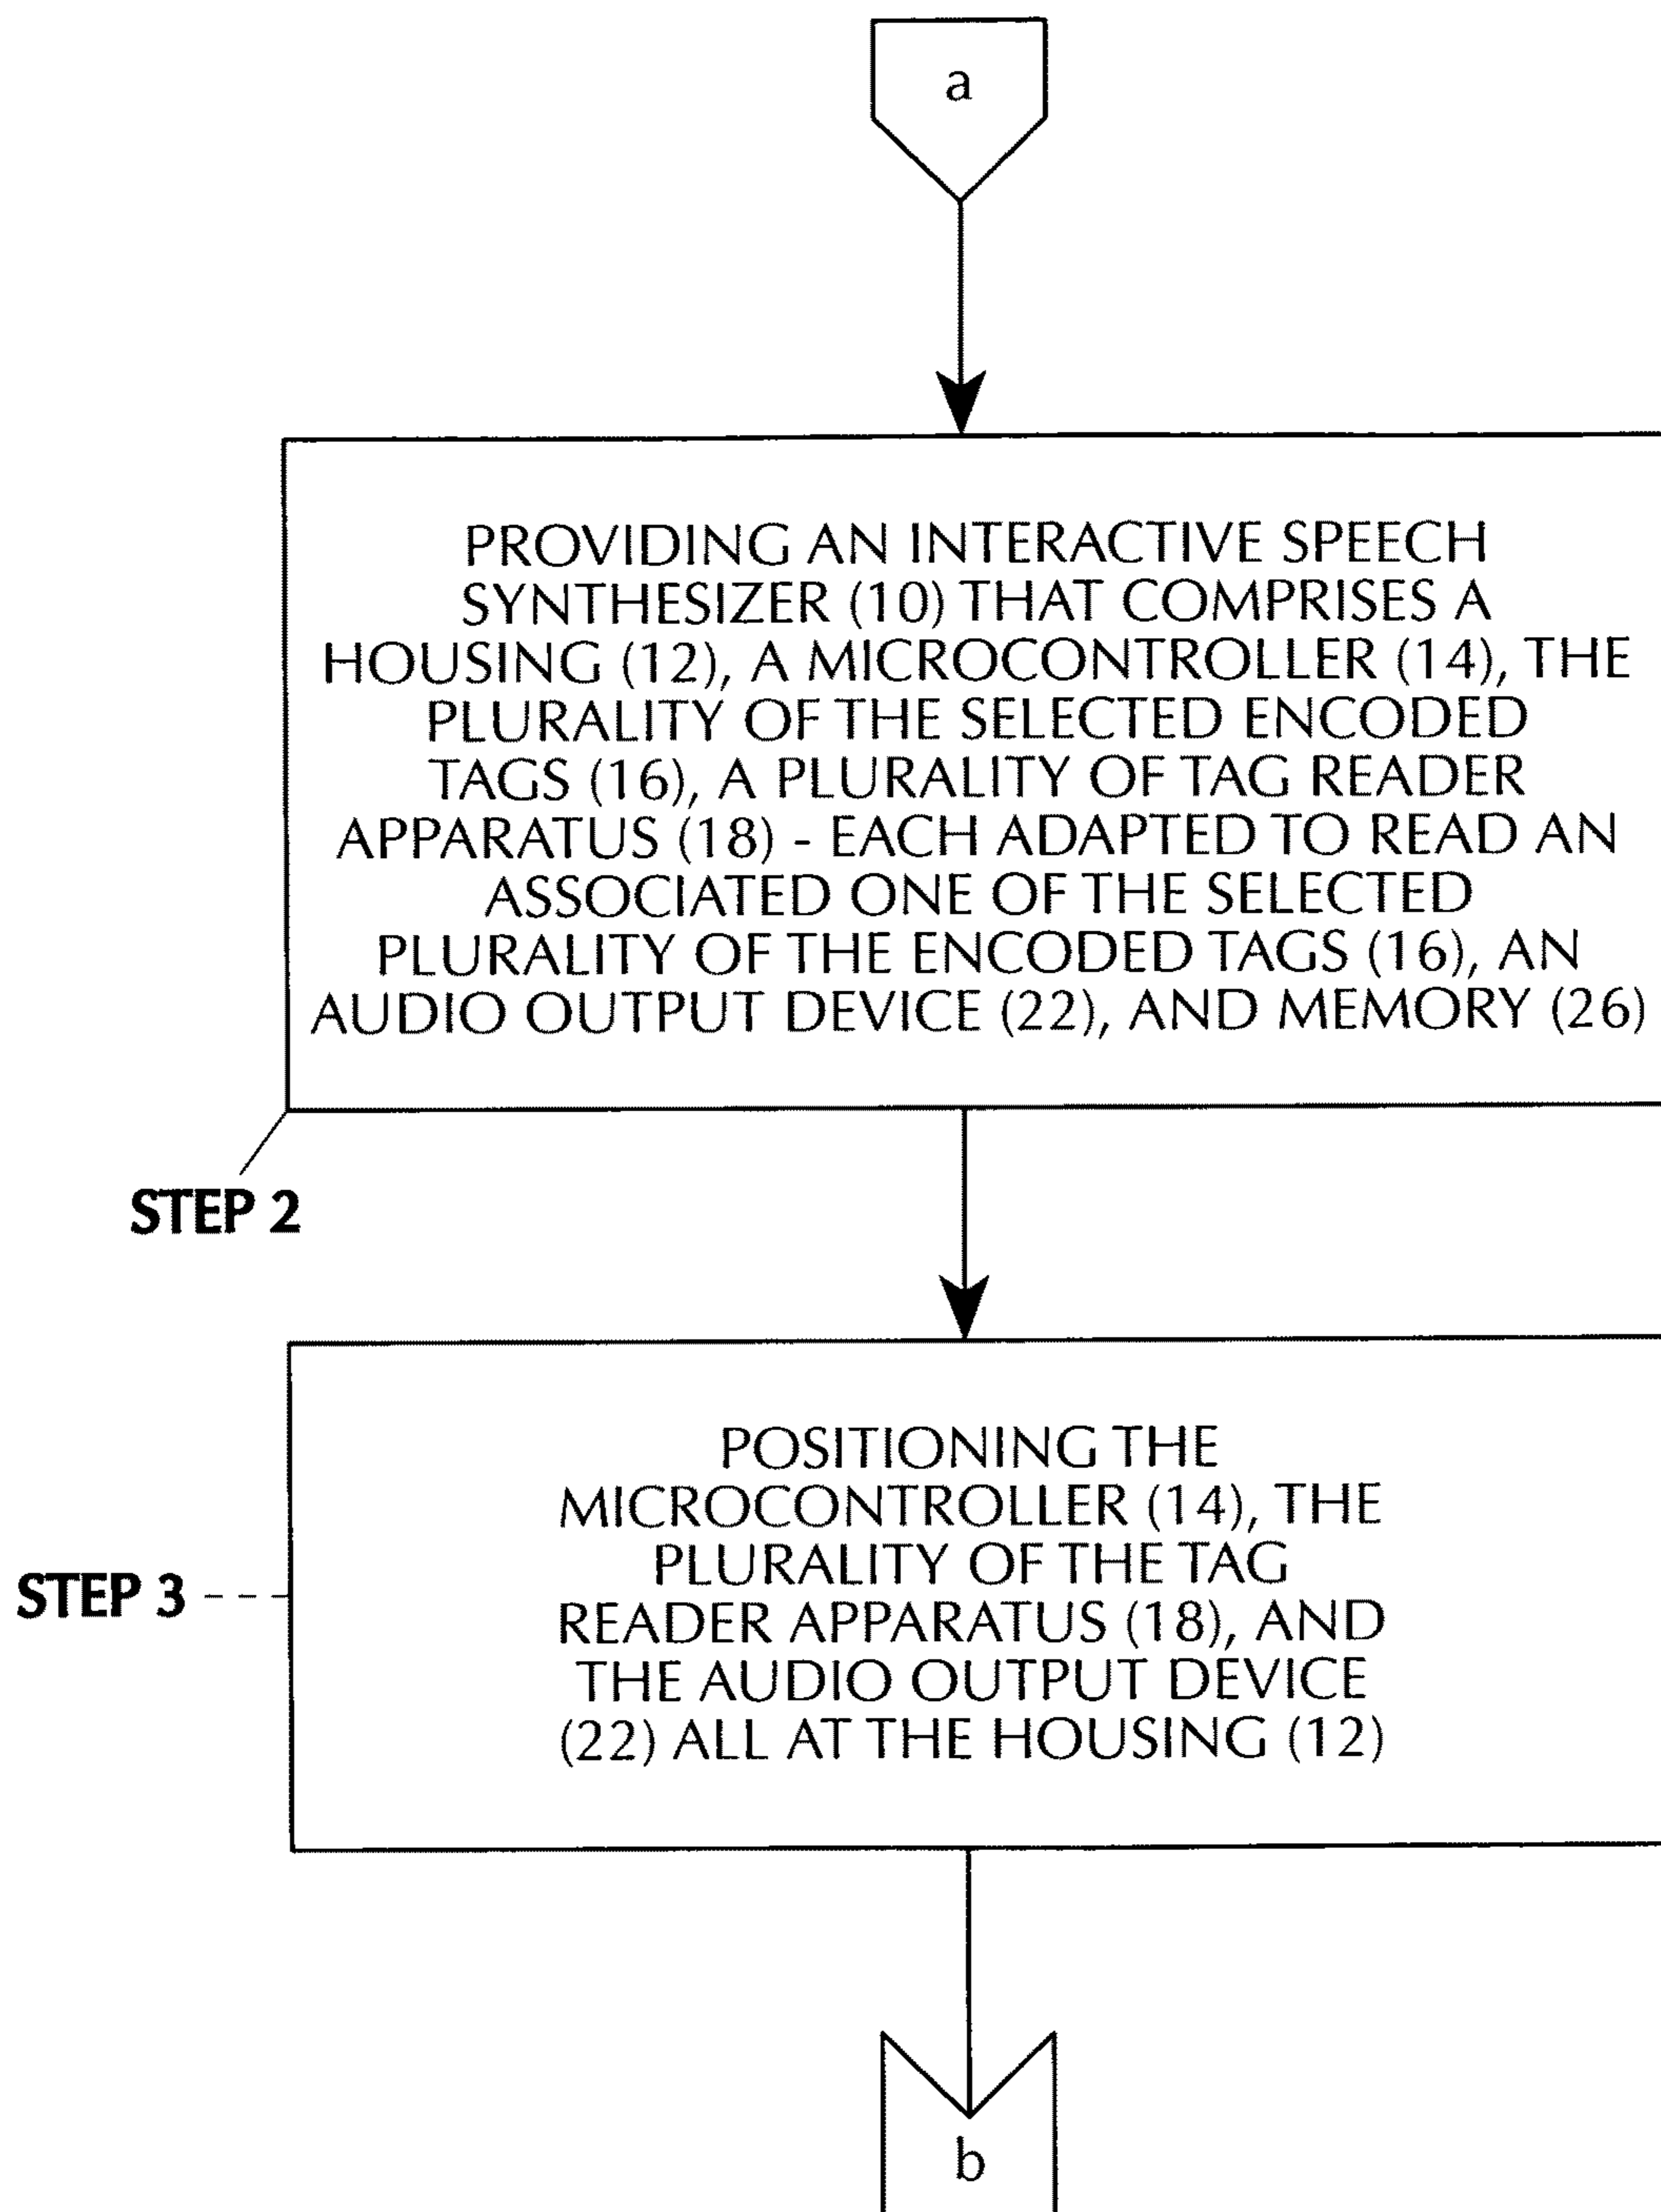 a
PROVIDING AN INTERACTIVE SPEECH
SYNTHESIZER (10) THAT COMPRISES A
HOUSING (12), A MICROCONTROLLER (14), THE
PLURALITY OF THE SELECTED ENCODED
TAGS (16), A PLURALITY OF TAG READER
APPARATUS (18) - EACH ADAPTED TO READ AN
ASSOCIATED ONE OF THE SELECTED
PLURALITY OF THE ENCODED TAGS (16), AN
AUDIO OUTPUT DEVICE (22), AND MEMORY (26)
STEP 2
POSITIONING THE
MICROCONTROLLER (14), THE
PLURALITY OF THE TAG
READER APPARATUS (18), AND
THE AUDIO OUTPUT DEVICE
(22) ALL AT THE HOUSING (12)
STEP 3
b